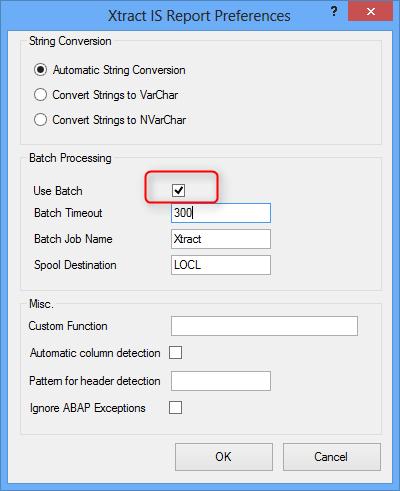 Xtract IS Report Preferences ?
String Conversion
Automatic String Conversion
Convert Strings to VarChar
Convert Strings to NVarChar
Batch Processing
Use Batch
Batch Timeout 300
Batch Job Name Xtract
Spool Destination LOCL
Misc.
Custom Function
Automatic column detection
Pattern for header detection
Ignore ABAP Exceptions
OK Cancel